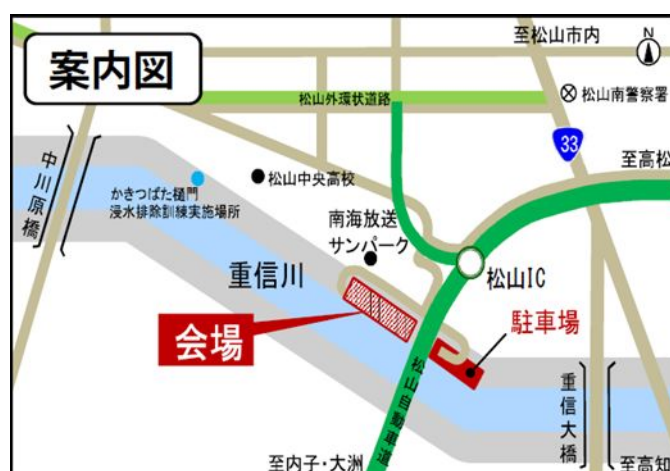 案内図
至松山市内
N
松山外環状道路
松山南警察署
33
至高松
中川原橋
かきつばた樋門
浸水排除訓練実施場所
松山中央高校
南海放送
サンパーク
重信川
松山IC
会場
駐車場
松山自動車道
重信大橋
至内子・大洲
至高知